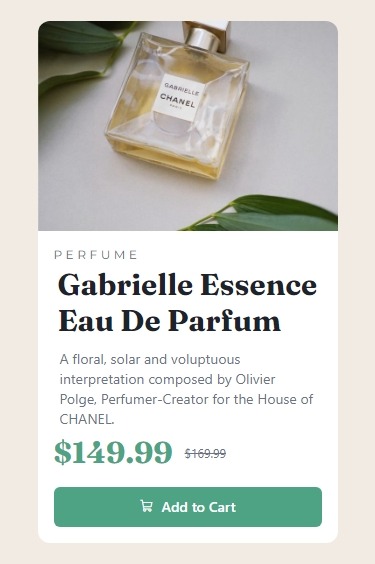 GABRIELLE
CHANEL
PARIS
PERFUME
Gabrielle Essence
Eau De Parfum
A floral, solar and voluptuous
interpretation composed by Olivier
Polge, Perfumer-Creator for the House of
CHANEL.
$149.99 $169.99
Add to Cart